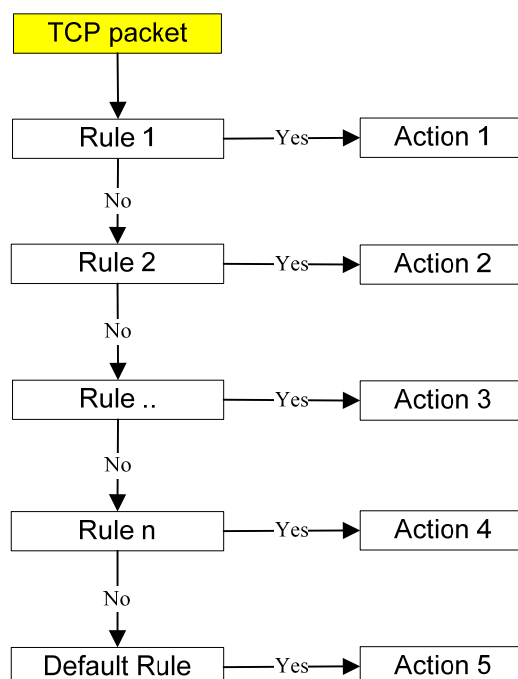 TCP packet
Rule 1
Yes
Action 1
No
Rule 2
Yes
Action 2
No
Rule ..
Yes
Action 3
No
Rule n
Yes
Action 4
No
Default Rule
Yes
Action 5